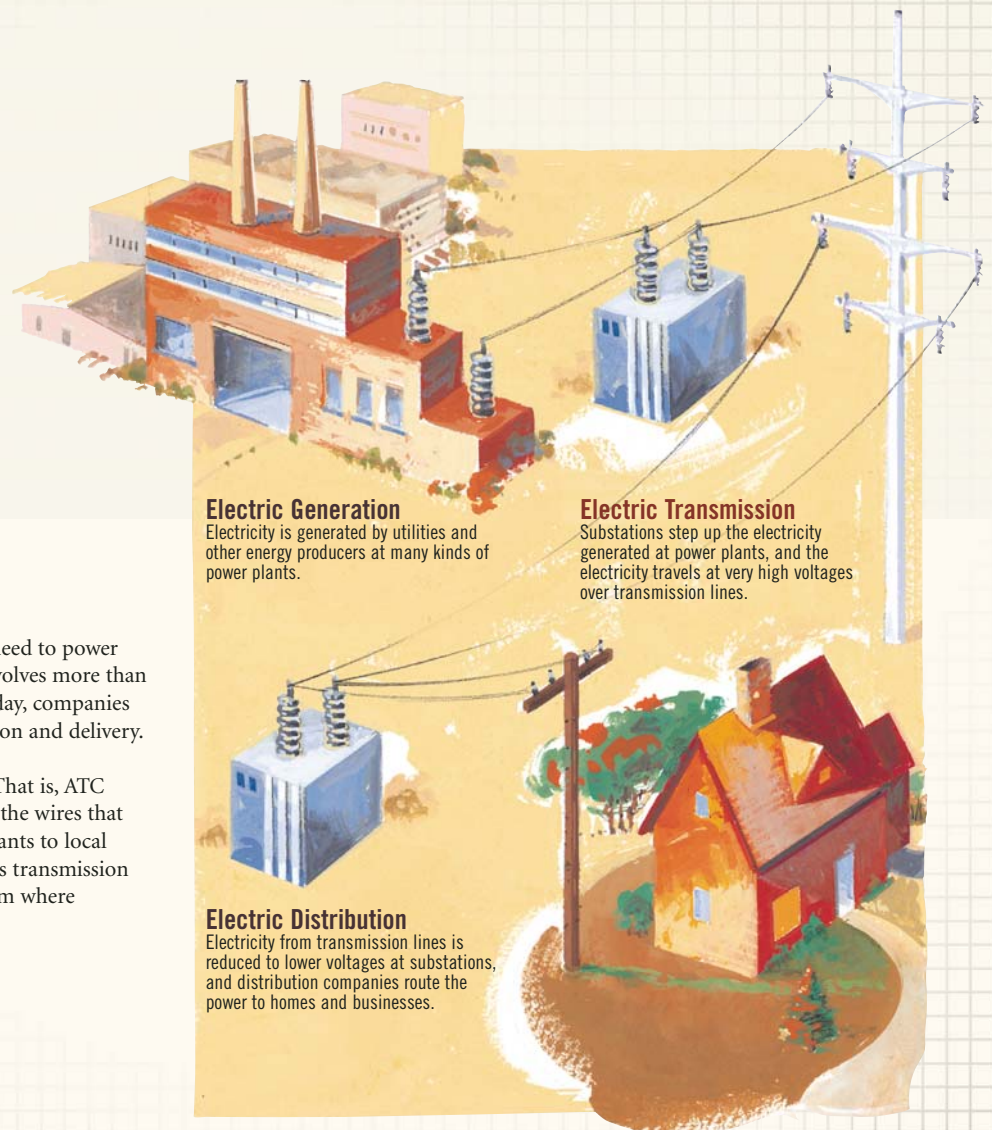 Electric Generation
Electricity is generated by utilities and
other energy producers at many kinds of
power plants.
Electric Transmission
Substations step up the electricity
generated at power plants, and the
electricity travels at very high voltages
over transmission lines.
need to power
volves more than
day, companies
on and delivery.
That is, ATC
the wires that
ants to local
s transmission
m where
Electric Distribution
Electricity from transmission lines is
reduced to lower voltages at substations,
and distribution companies route the
power to homes and businesses.